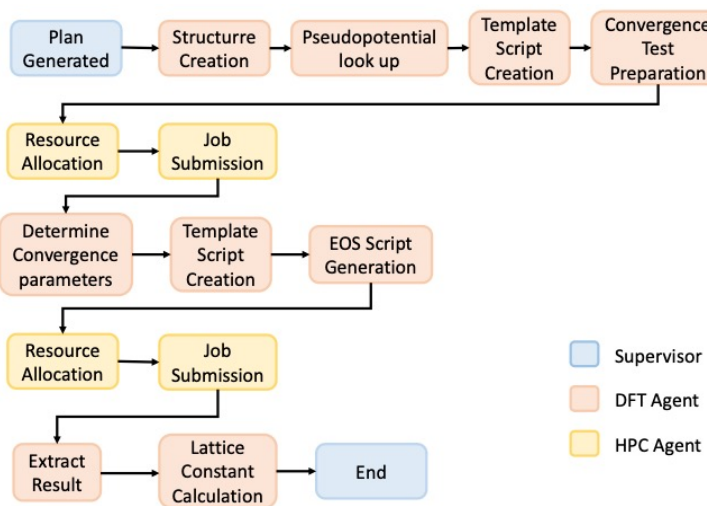 Plan
Generated
Structurre
Creation
Pseudopotential
look up
Template
Script
Creation
Convergence
Test
Preparation
Resource
Allocation
Job
Submission
Determine
Convergence
parameters
Template
Script
Creation
EOS Script
Generation
Resource
Allocation
Job
Submission
Extract
Result
Lattice
Constant
Calculation
End
Supervisor
DFT Agent
HPC Agent